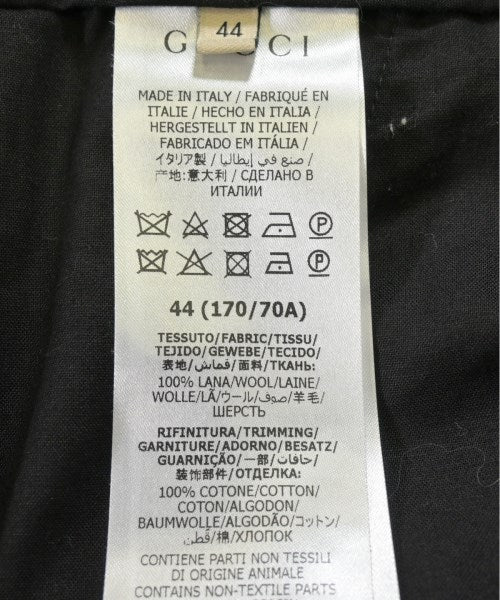 44
G CCI
MADE IN ITALY / FABRIQUÉ EN
ITALIE / HECHO EN ITALIA /
HERGESTELLT IN ITALIEN /
FABRICADO EM ITÁLIA /
イタリア製 / صنع في إيطاليا /
产地:意大利 / СДЕЛАНО В
ИТАЛИИ
P
P
44 (170/70A)
TESSUTO/FABRIC/TISSU/
TEJIDO/GEWEBE/TECIDO/
表地/قماش/面料/ТКАНЬ:
100% LANA/WOOL/LAINE/
WOLLE/LÃ/ウール/صوف/羊毛/
ШЕРСТЬ
RIFINITURA/TRIMMING/
GARNITURE/ADORNO/BESATZ/
GUARNIÇÃO/一部/حافات/
装饰部件/ОТДЕЛКА:
100% COTONE/COTTON/
COTON/ALGODON/
BAUMWOLLE/ALGODÃO/コットン/
قطن/棉/ХЛОПОК
CONTIENE PARTI NON TESSILI
DI ORIGINE ANIMALE
CONTAINS NON-TEXTILE PARTS